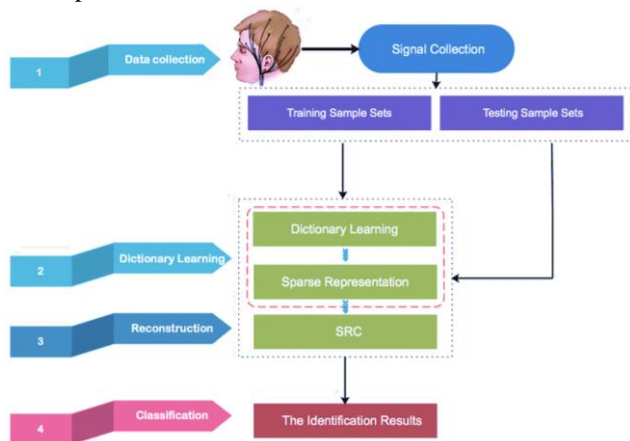 Signal Collection
1
Data collection
Training Sample Sets
Testing Sample Sets
Dictionary Learning
2
Dictionary Learning
Sparse Representation
3
Reconstruction
SRC
4
Classification
The Identification Results